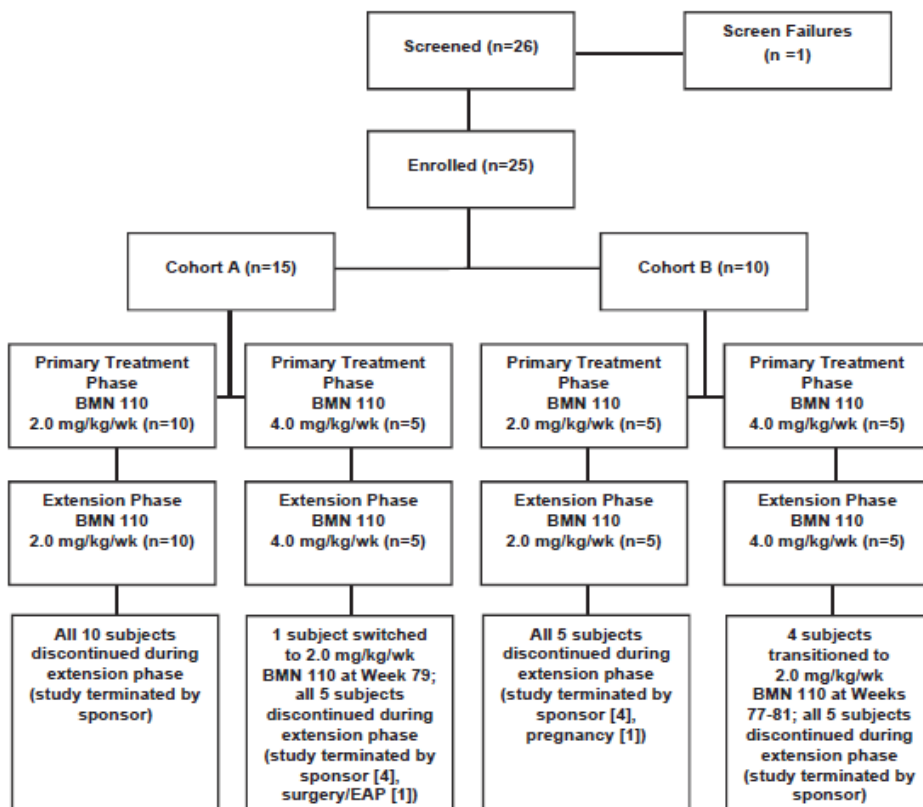 Screened (n=26)
Screen Failures
(n =1)
Enrolled (n=25)
Cohort A (n=15)
Cohort B (n=10)
Primary Treatment
Phase
BMN 110
2.0 mg/kg/wk (n=10)
Primary Treatment
Phase
BMN 110
4.0 mg/kg/wk (n=5)
Primary Treatment
Phase
BMN 110
2.0 mg/kg/wk (n=5)
Primary Treatment
Phase
BMN 110
4.0 mg/kg/wk (n=5)
Extension Phase
BMN 110
2.0 mg/kg/wk (n=10)
Extension Phase
BMN 110
4.0 mg/kg/wk (n=5)
Extension Phase
BMN 110
2.0 mg/kg/wk (n=5)
Extension Phase
BMN 110
4.0 mg/kg/wk (n=5)
All 10 subjects
discontinued during
extension phase
(study terminated by
sponsor)
1 subject switched
to 2.0 mg/kg/wk
BMN 110 at Week 79;
all 5 subjects
discontinued during
extension phase
(study terminated by
sponsor [4],
surgery/EAP [1])
All 5 subjects
discontinued during
extension phase
(study terminated by
sponsor [4],
pregnancy [1])
4 subjects
transitioned to
2.0 mg/kg/wk
BMN 110 at Weeks
77-81; all 5 subjects
discontinued during
extension phase
(study terminated by
sponsor)